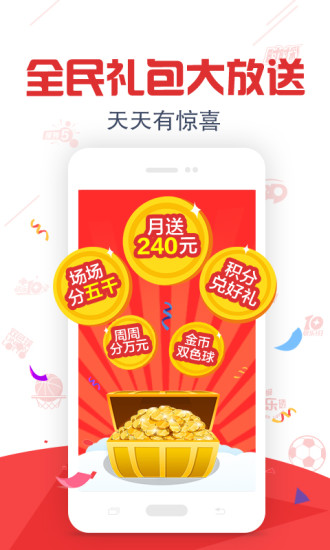 全民礼包大放送
天天有惊喜
月送
240元
场场
分五千
积分
兑好礼
周周
分万元
金币
双色球